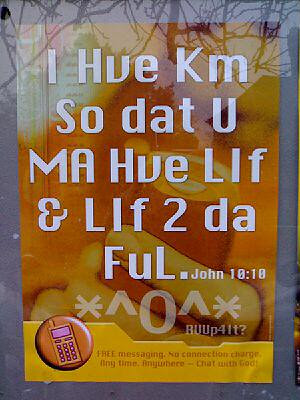 I Hve Km
So dat U
MA Hve LIf
& LIf 2 da
FuL. John 10:10
*^O^*
RUUp4It?
FREE messaging. No connection charge.
Any time. Anywhere — Chat with God!